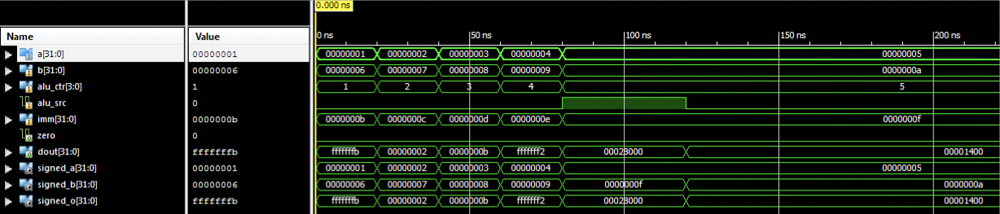 0.000 ns
Name Value 0 ns 50 ns 100 ns 150 ns 200 ns
a[31:0] 00000001 00000001 00000002 00000003 00000004 00000005
b[31:0] 00000006 00000006 00000007 00000008 00000009 0000000a
alu_ctr[3:0] 1 1 2 3 4 5
alu_src 0
imm[31:0] 0000000b 0000000b 0000000c 0000000d 0000000e 0000000f
zero 0
dout[31:0] fffffffb fffffffb 00000002 0000000b fffffff2 00028000 00001400
signed_a[31:0] 00000001 00000001 00000002 00000003 00000004 00000005
signed_b[31:0] 00000006 00000006 00000007 00000008 00000009 0000000f 0000000a
signed_o[31:0] fffffffb fffffffb 00000002 0000000b fffffff2 00028000 00001400